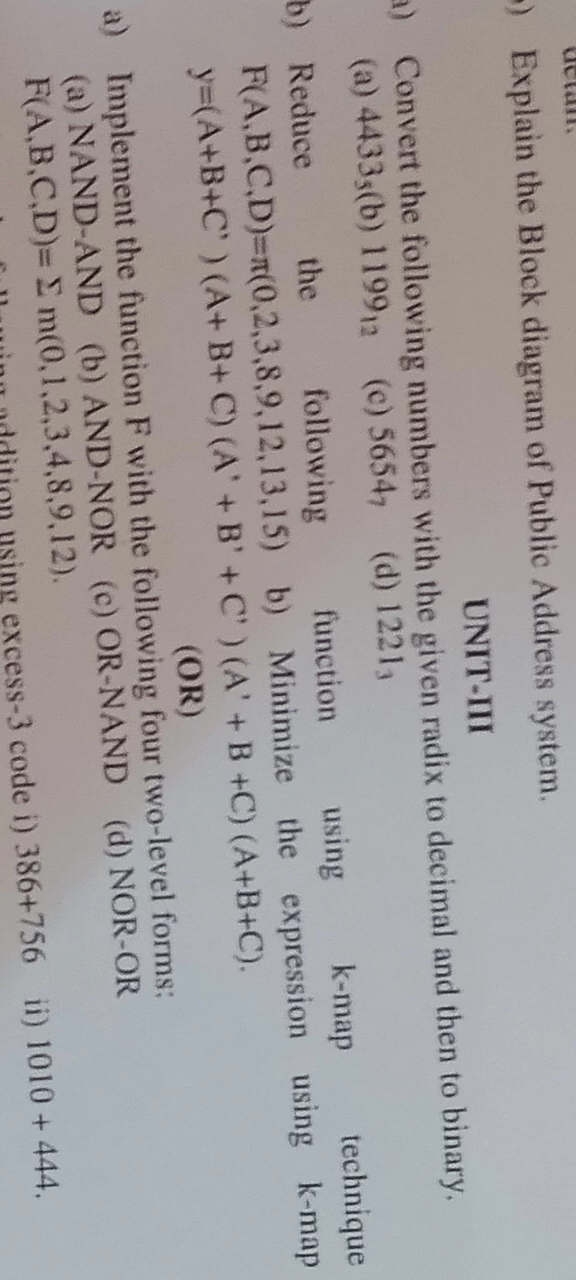 detail.
) Explain the Block diagram of Public Address system.
UNIT-III
a) Convert the following numbers with the given radix to decimal and then to binary.
(a) 4433₅(b) 1199₁₂ (c) 5654₇ (d) 1221₃
b) Reduce the following function using k-map technique
F(A,B,C,D)=π(0,2,3,8,9,12,13,15) b) Minimize the expression using k-map
y=(A+B+C' ) (A+ B+ C) (A' + B' + C' ) (A' + B +C) (A+B+C).
(OR)
a) Implement the function F with the following four two-level forms:
(a) NAND-AND (b) AND-NOR (c) OR-NAND (d) NOR-OR
F(A,B,C,D)= Σ m(0,1,2,3,4,8,9,12).
following addition using excess-3 code i) 386+756 ii) 1010 + 444.